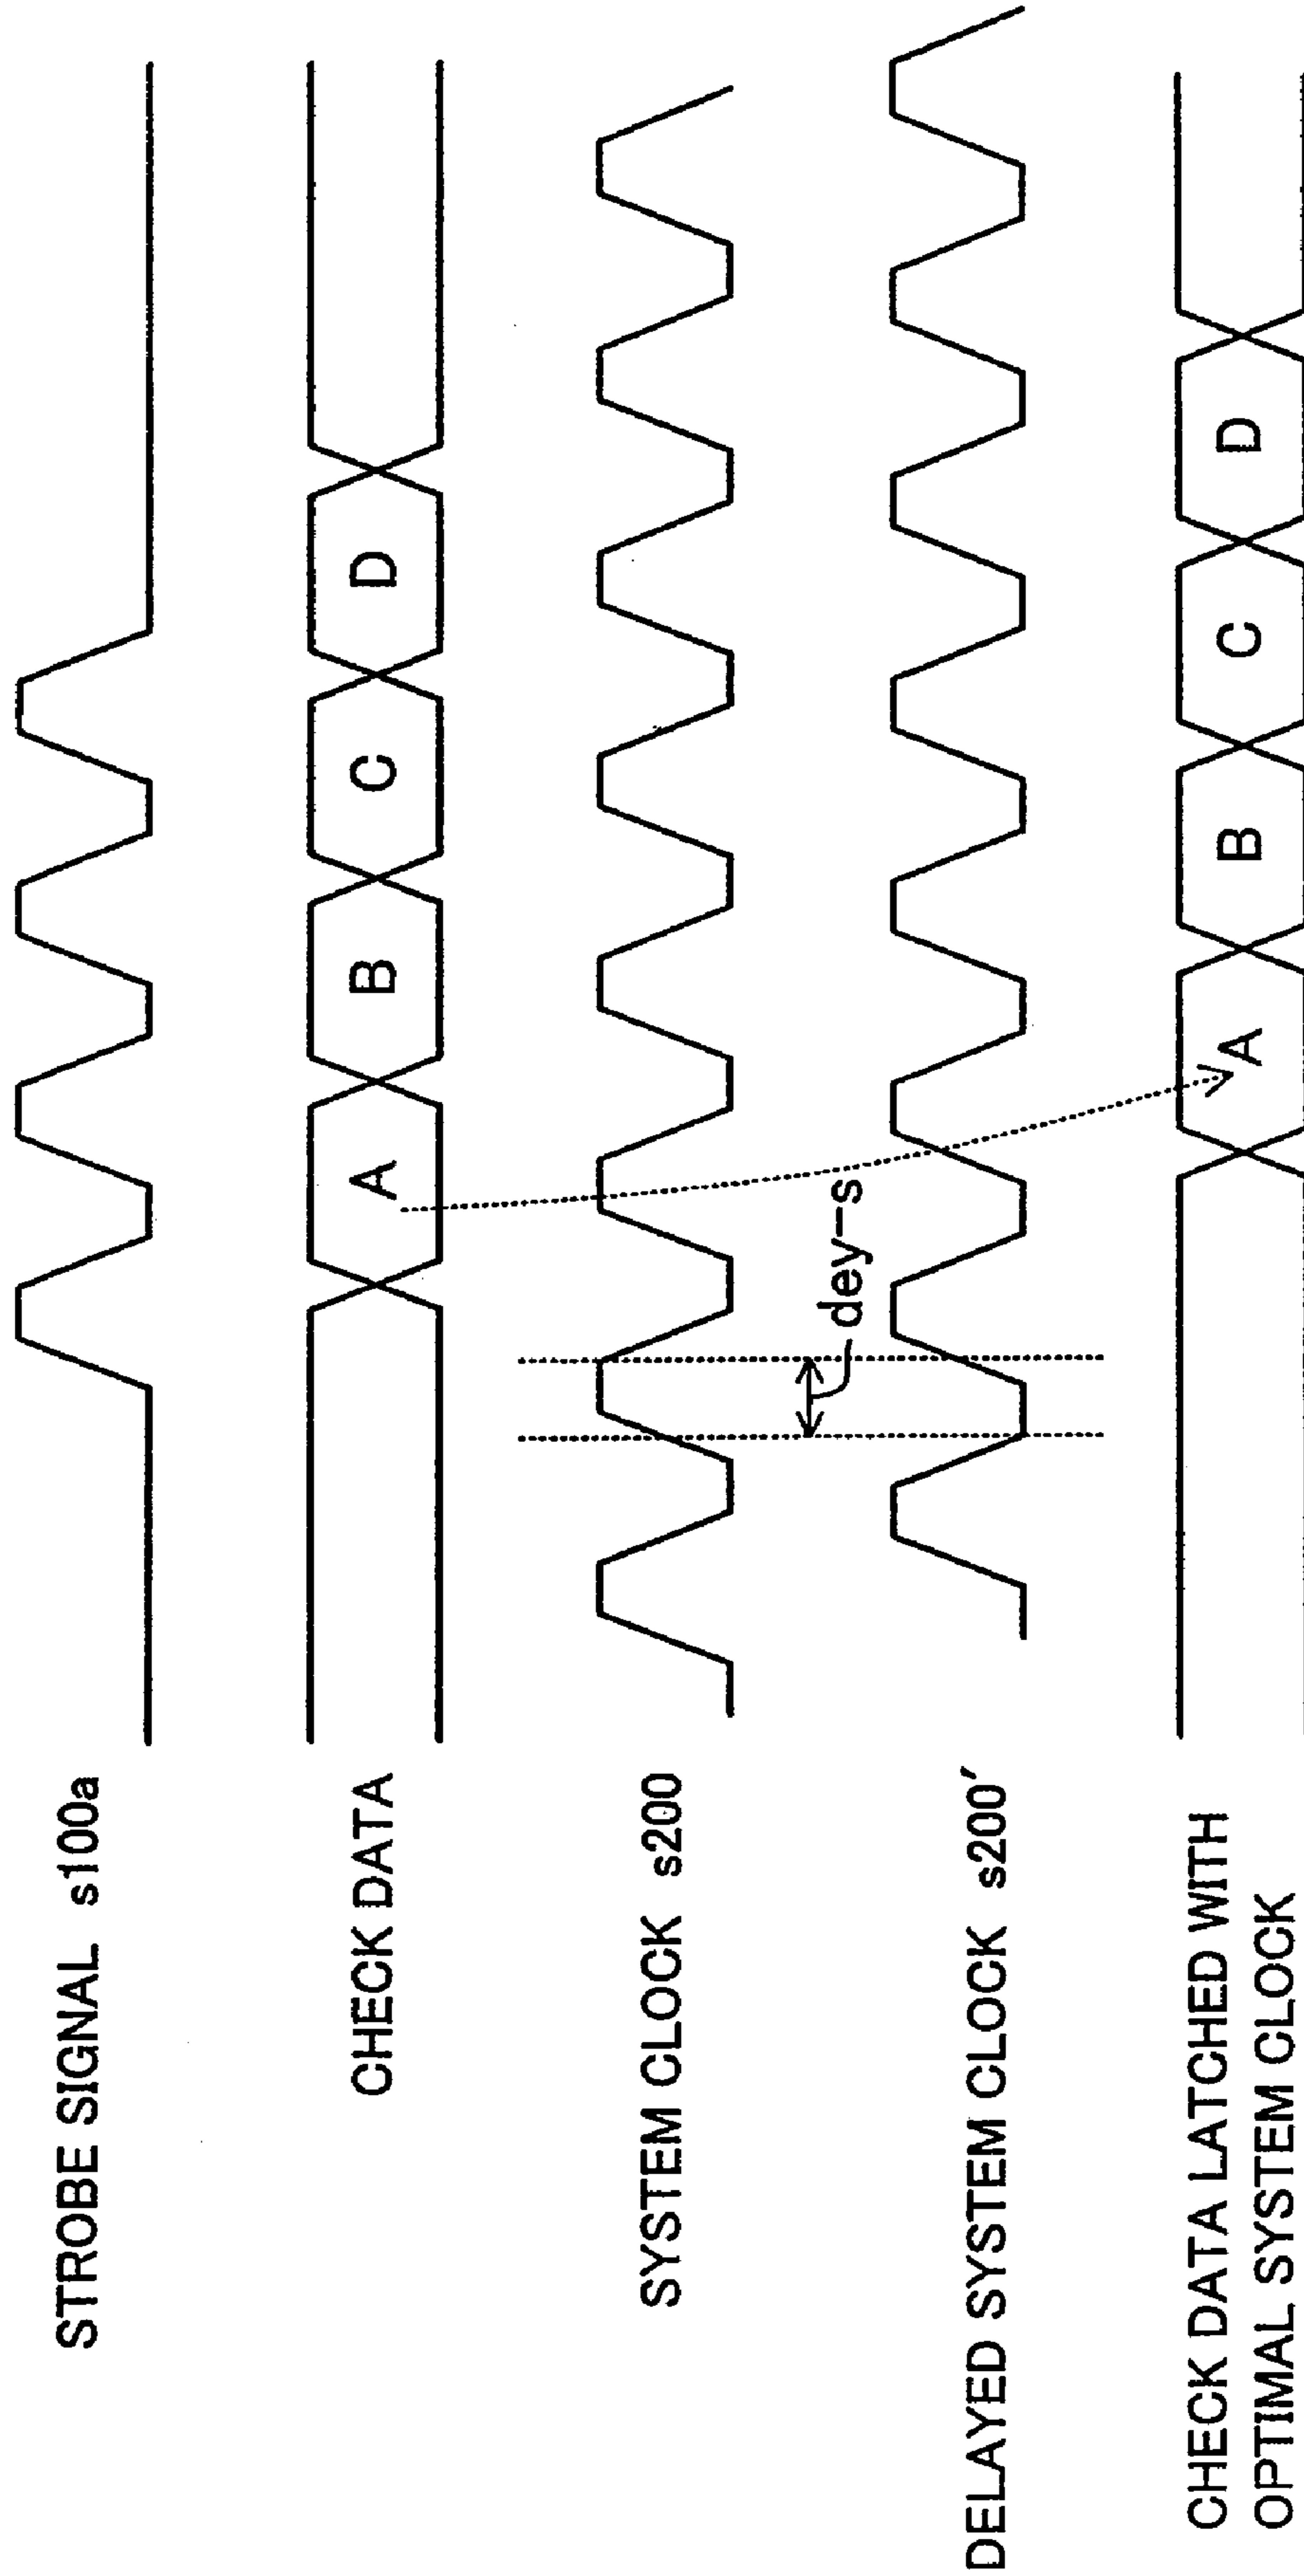 STROBE SIGNAL s100a
CHECK DATA
A B C D
SYSTEM CLOCK s200
dey-s
DELAYED SYSTEM CLOCK s200'
CHECK DATA LATCHED WITH
OPTIMAL SYSTEM CLOCK
A B C D